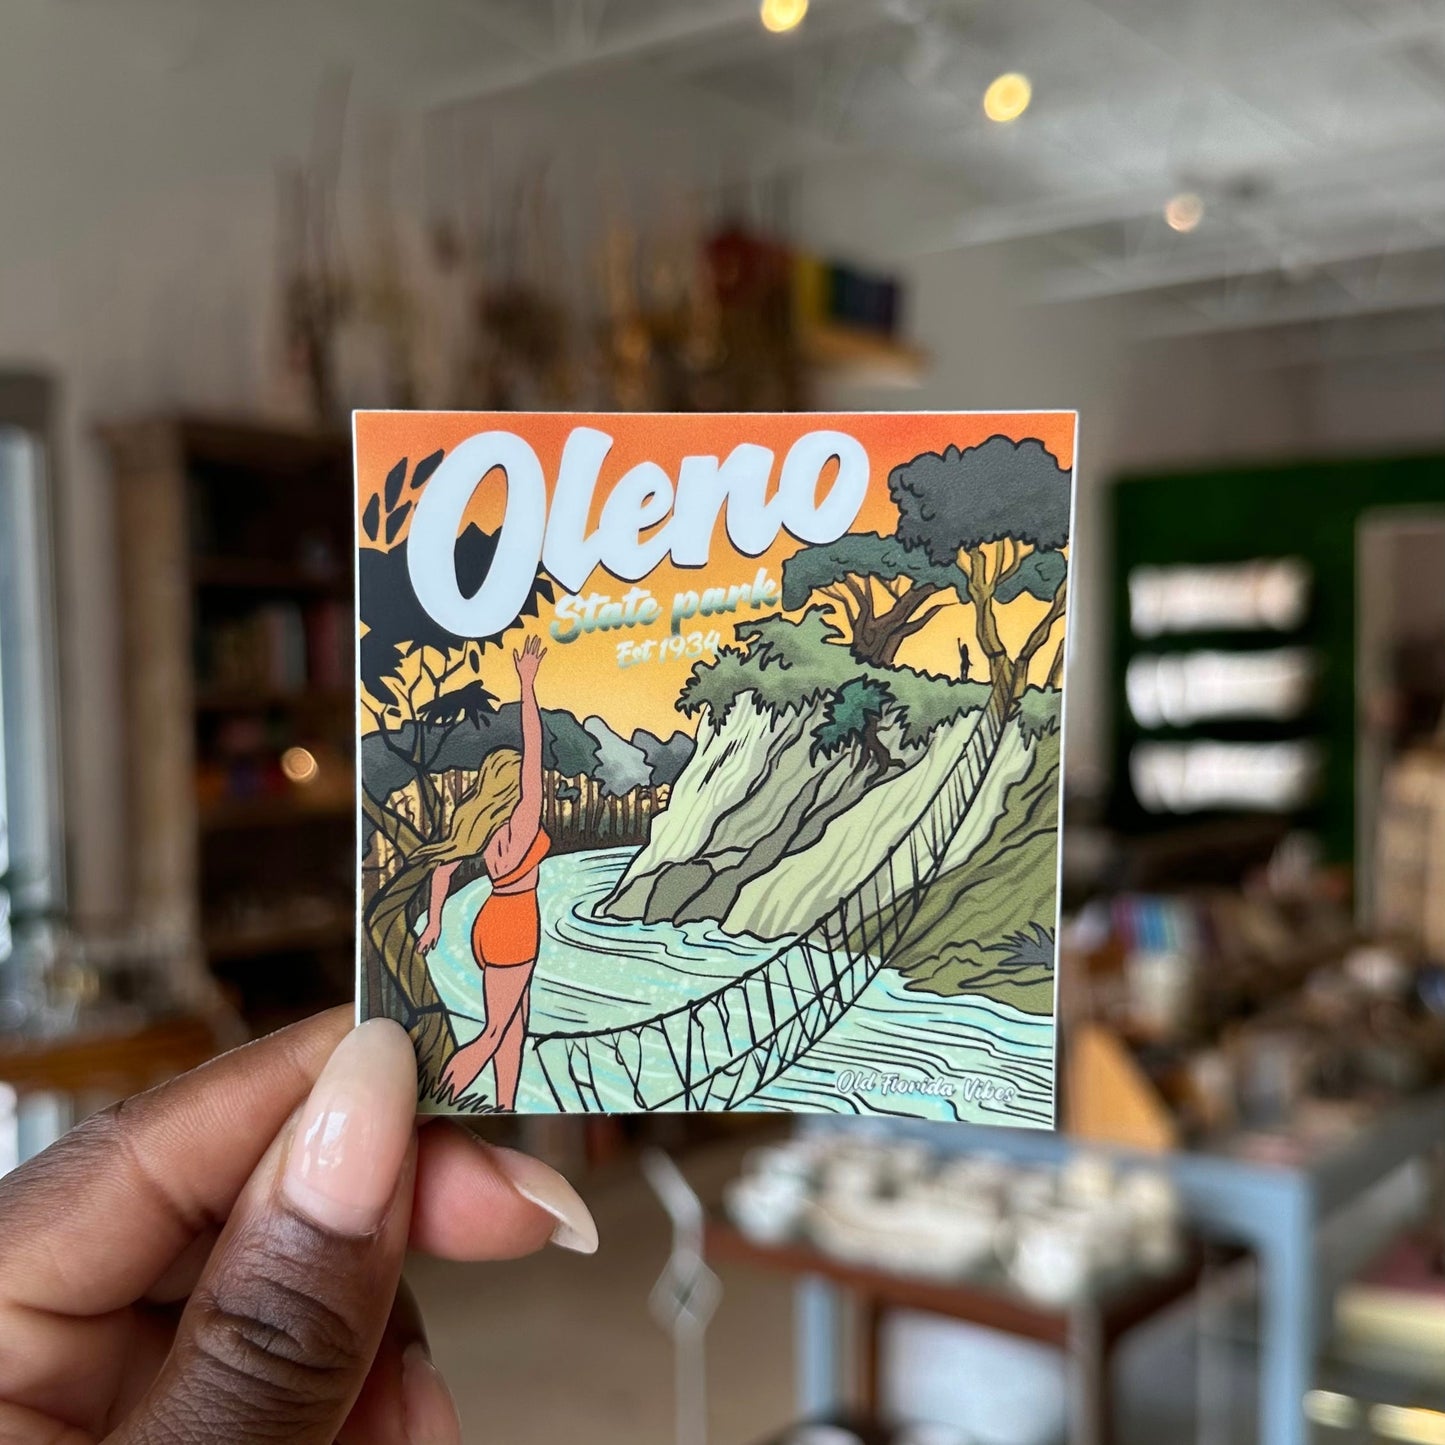 Oleno
State park
Est 1934
Old Florida Vibes